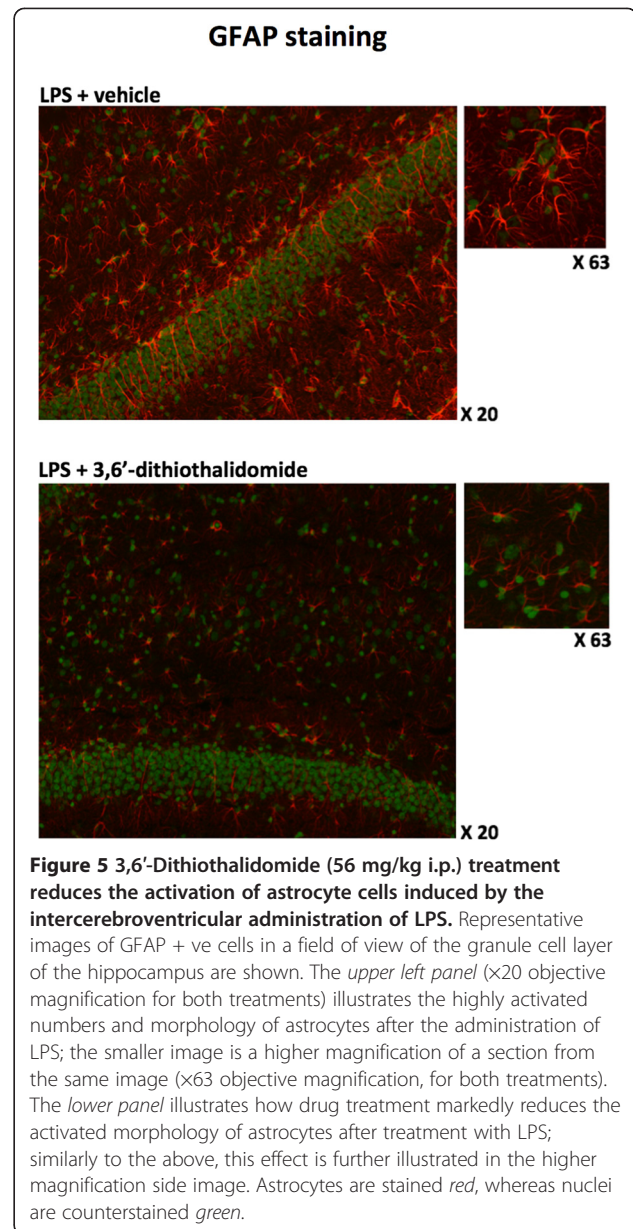 GFAP staining
LPS + vehicle
X 63
X 20
LPS + 3,6’-dithiothalidomide
X 63
X 20
Figure 5 3,6′-Dithiothalidomide (56 mg/kg i.p.) treatment
reduces the activation of astrocyte cells induced by the
intercerebroventricular administration of LPS. Representative
images of GFAP + ve cells in a field of view of the granule cell layer
of the hippocampus are shown. The upper left panel (×20 objective
magnification for both treatments) illustrates the highly activated
numbers and morphology of astrocytes after the administration of
LPS; the smaller image is a higher magnification of a section from
the same image (×63 objective magnification, for both treatments).
The lower panel illustrates how drug treatment markedly reduces the
activated morphology of astrocytes after treatment with LPS;
similarly to the above, this effect is further illustrated in the higher
magnification side image. Astrocytes are stained red, whereas nuclei
are counterstained green.